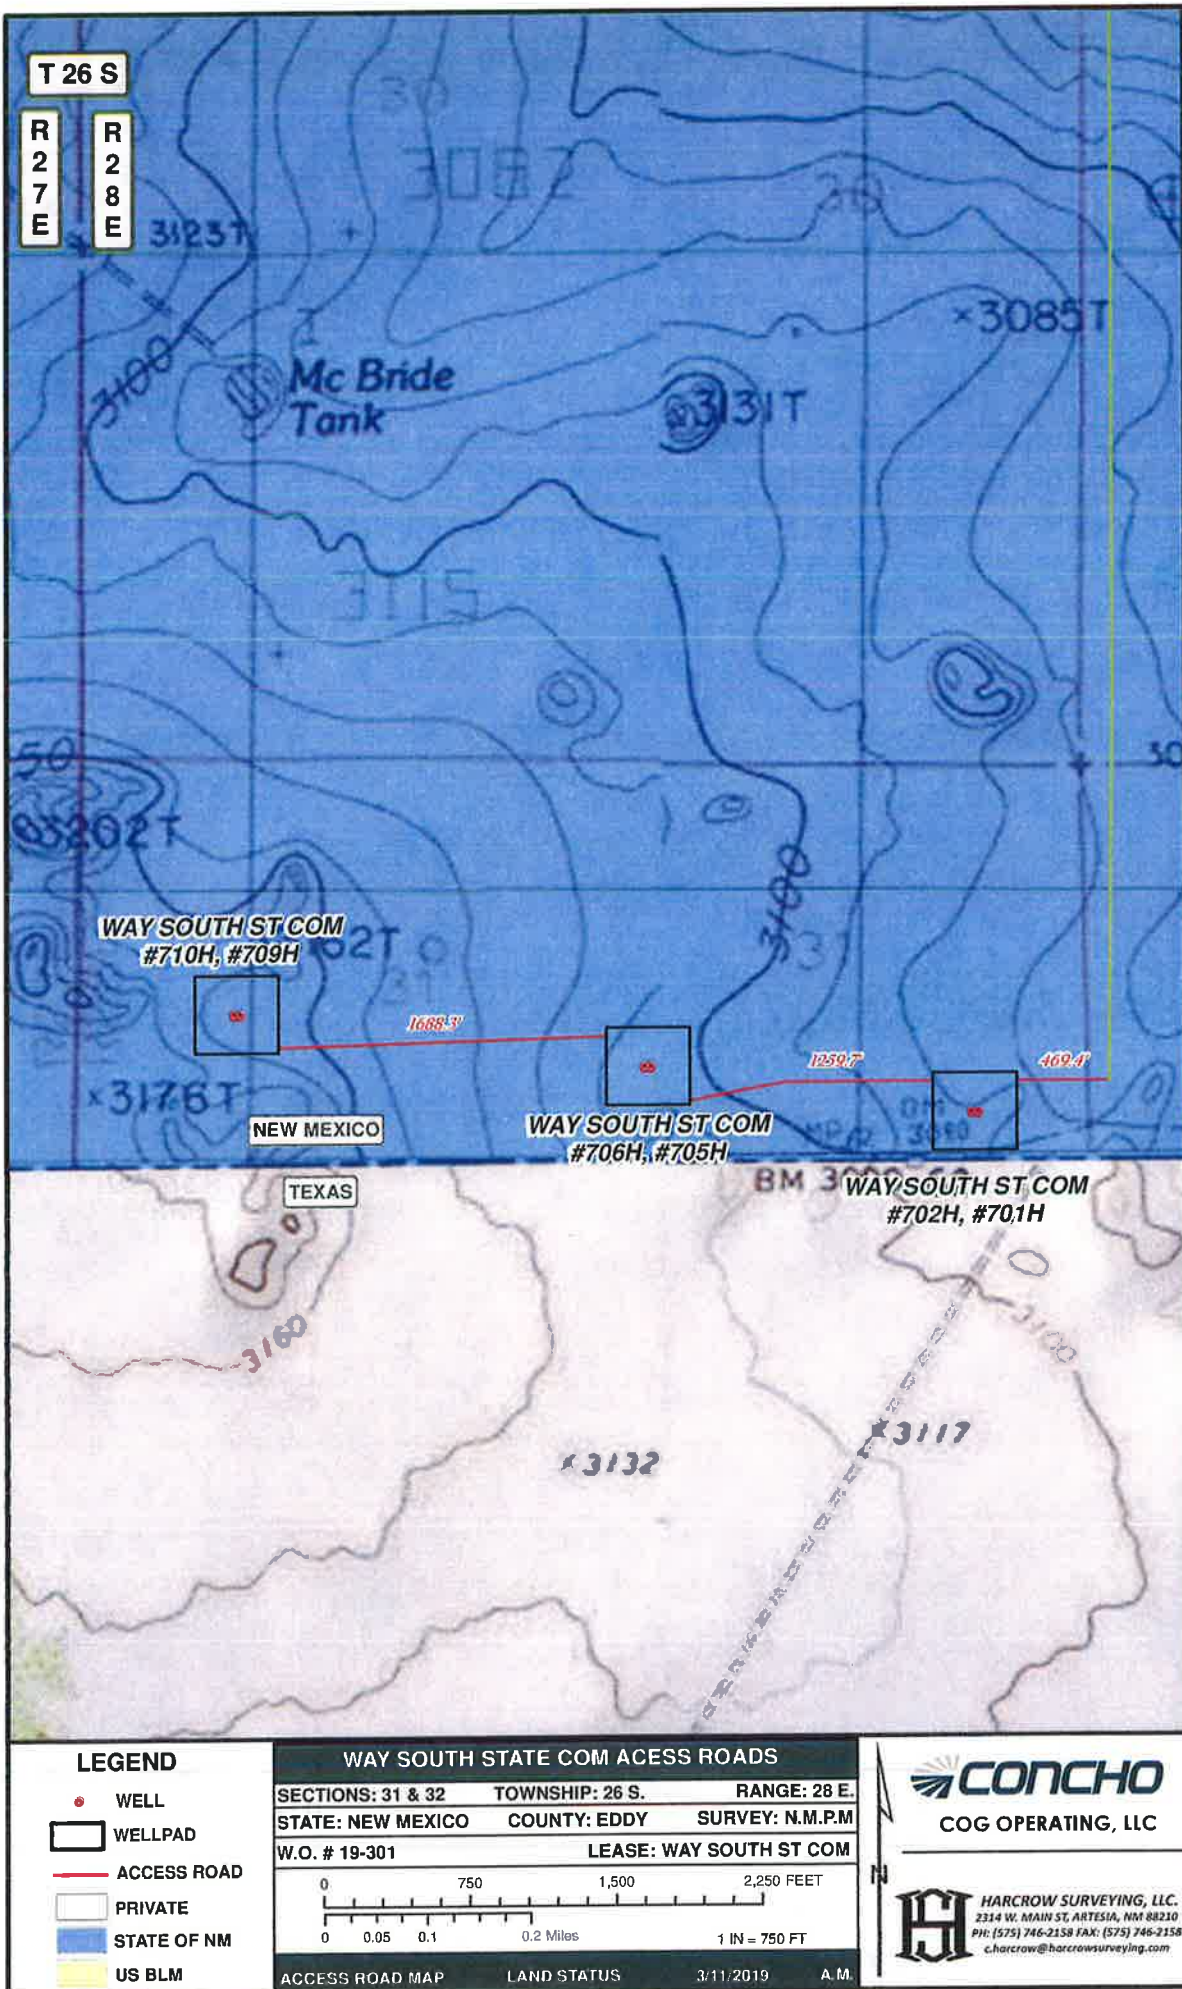 T 26 S
R
2
7
E
R
2
8
E
3123T
3082
×3085T
3100
Mc Bride
Tank
3131T
3115
50
3202T
30
3100
WAY SOUTH ST COM
#710H, #709H
1688.3'
1259.7'
469.4'
×3176T
NEW MEXICO
WAY SOUTH ST COM
#706H, #705H
TEXAS
WAY SOUTH ST COM
#702H, #701H
3160
3100
×3117
×3132
LEGEND
WELL
WELLPAD
ACCESS ROAD
PRIVATE
STATE OF NM
US BLM
WAY SOUTH STATE COM ACESS ROADS
SECTIONS: 31 & 32 TOWNSHIP: 26 S. RANGE: 28 E.
STATE: NEW MEXICO COUNTY: EDDY SURVEY: N.M.P.M
W.O. # 19-301 LEASE: WAY SOUTH ST COM
0 750 1,500 2,250 FEET
0 0.05 0.1 0.2 Miles 1 IN = 750 FT
ACCESS ROAD MAP LAND STATUS 3/11/2019 A.M.
N
CONCHO
COG OPERATING, LLC
HARCROW SURVEYING, LLC.
2314 W. MAIN ST, ARTESIA, NM 88210
PH: (575) 746-2158 FAX: (575) 746-2158
c.harcrow@harcrowsurveying.com